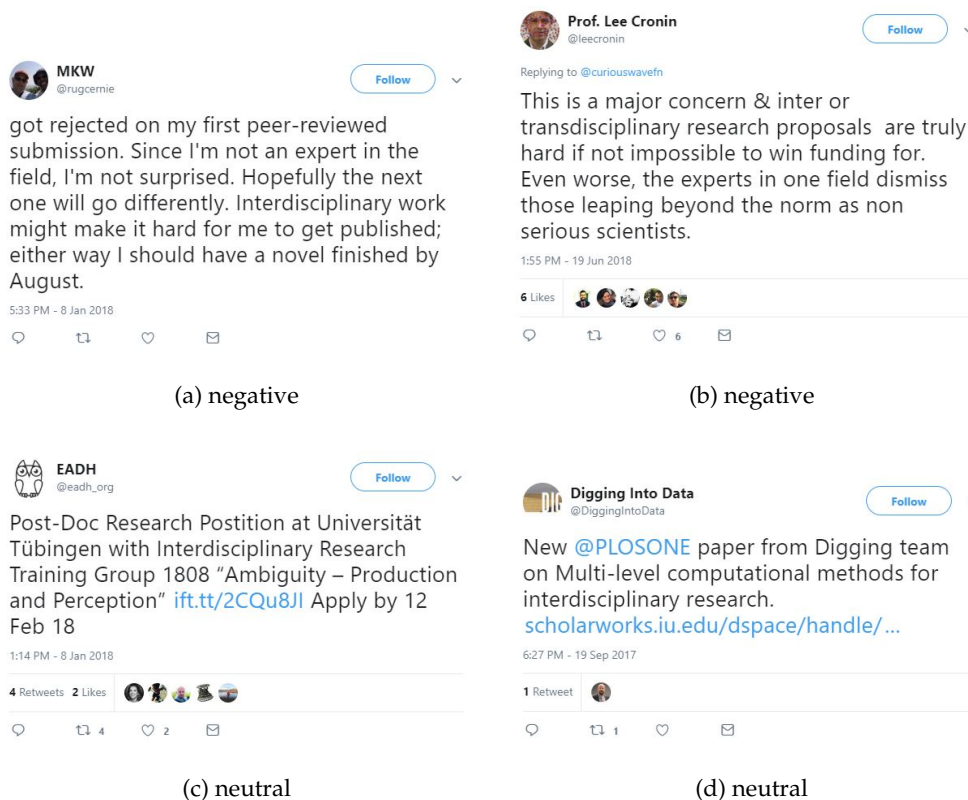 MKW
@rugcernie
Follow
got rejected on my first peer-reviewed
submission. Since I'm not an expert in the
field, I'm not surprised. Hopefully the next
one will go differently. Interdisciplinary work
might make it hard for me to get published;
either way I should have a novel finished by
August.
5:33 PM - 8 Jan 2018
(a) negative
Prof. Lee Cronin
@leecronin
Follow
Replying to @curiouswavefn
This is a major concern & inter or
transdisciplinary research proposals are truly
hard if not impossible to win funding for.
Even worse, the experts in one field dismiss
those leaping beyond the norm as non
serious scientists.
1:55 PM - 19 Jun 2018
6 Likes
6
(b) negative
EADH
@eadh_org
Follow
Post-Doc Research Postition at Universität
Tübingen with Interdisciplinary Research
Training Group 1808 “Ambiguity – Production
and Perception” ift.tt/2CQu8JI Apply by 12
Feb 18
1:14 PM - 8 Jan 2018
4 Retweets 2 Likes
4 2
(c) neutral
DIG
Digging Into Data
@DiggingIntoData
Follow
New @PLOSONE paper from Digging team
on Multi-level computational methods for
interdisciplinary research.
scholarworks.iu.edu/dspace/handle/...
6:27 PM - 19 Sep 2017
1 Retweet
1
(d) neutral